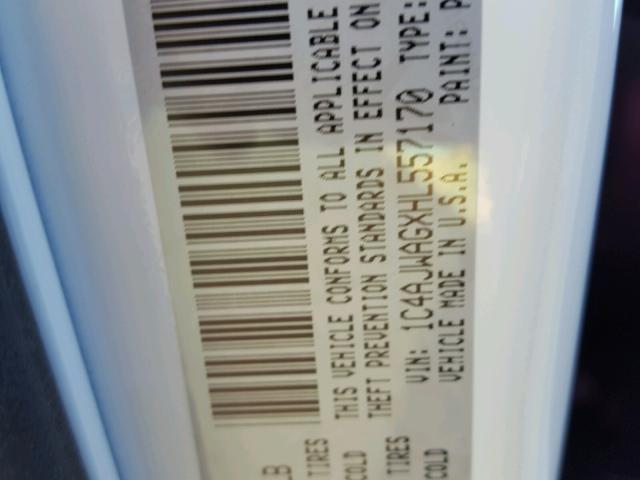 LB
TIRES
COLD
TIRES
COLD
THIS VEHICLE CONFORMS TO ALL APPLICABLE
THEFT PREVENTION STANDARDS IN EFFECT ON
VIN: 1C4AJWAGXHL557170 TYPE:
VEHICLE MADE IN U.S.A. PAINT: P